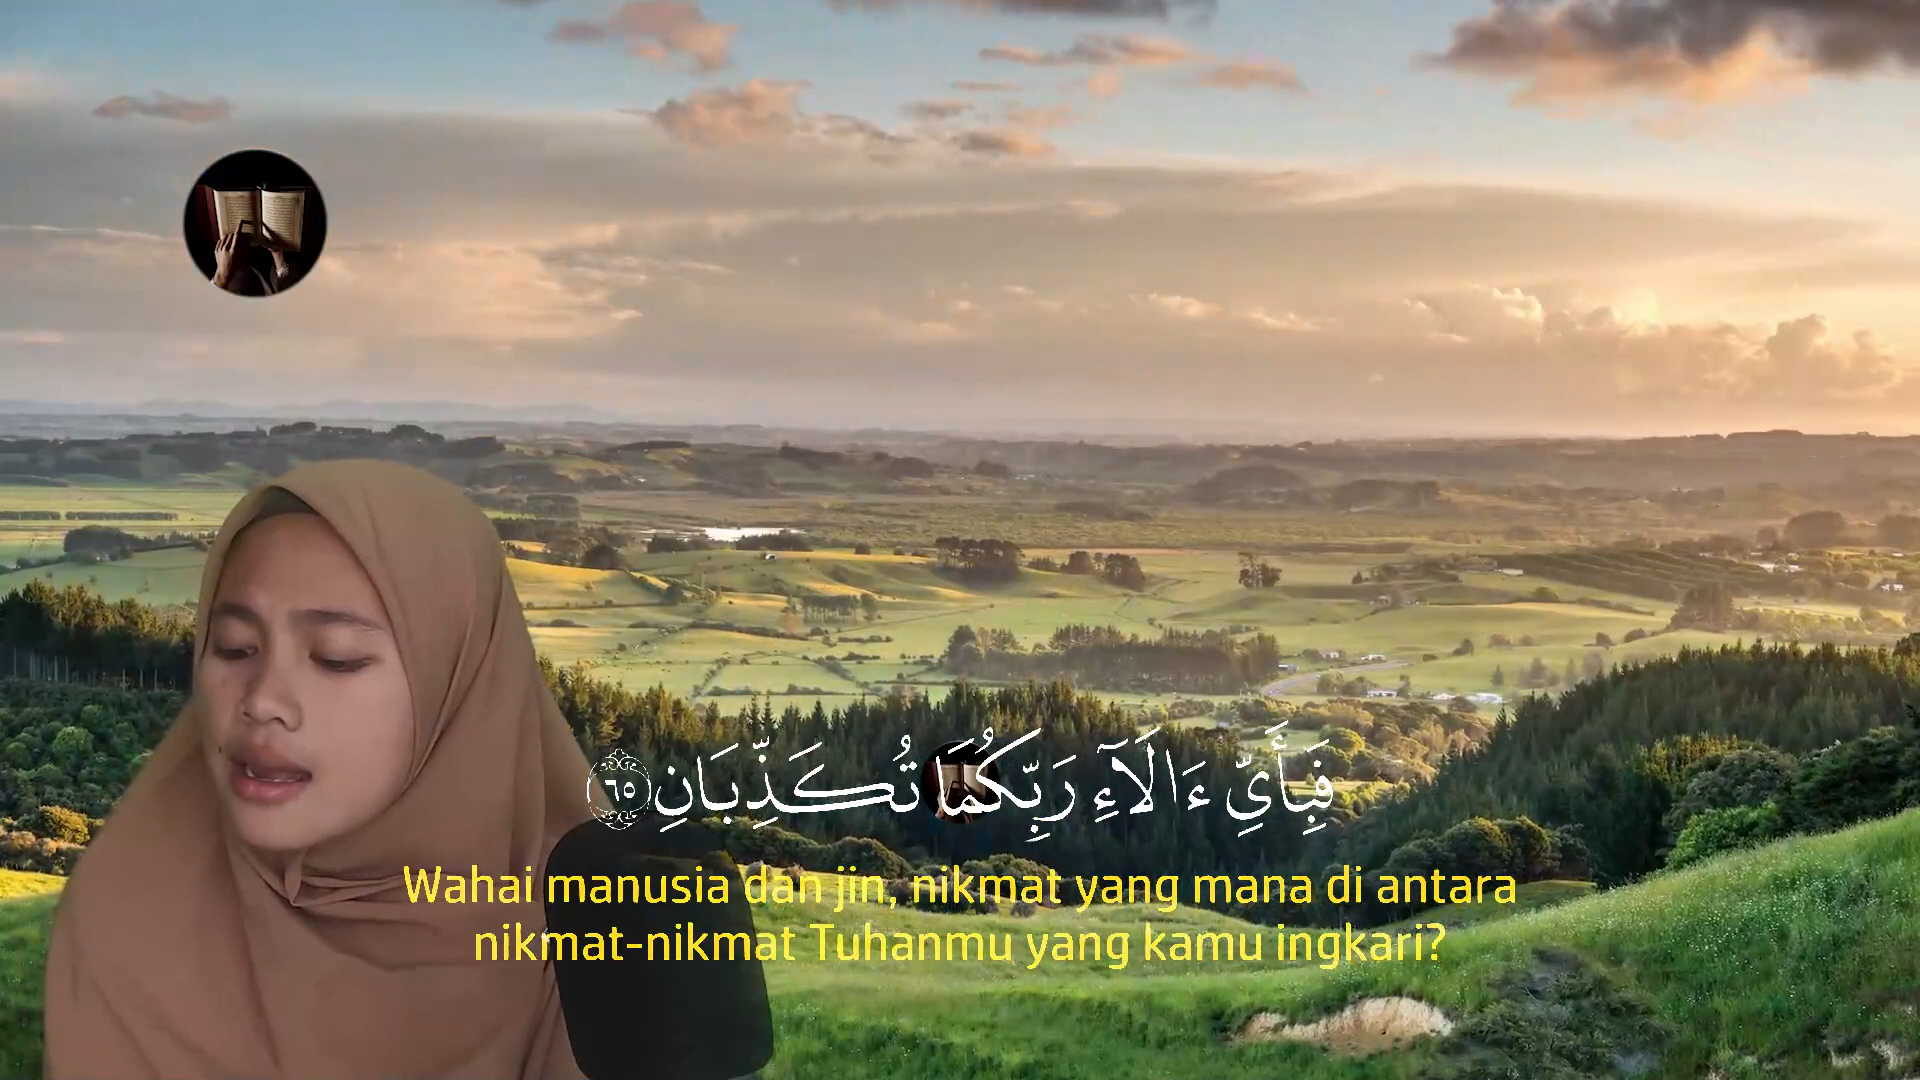 فَبِأَيِّ ءَالَآءِ رَبِّكُمَا تُكَذِّبَانِ ٦٥
Wahai manusia dan jin, nikmat yang mana di antara
nikmat-nikmat Tuhanmu yang kamu ingkari?